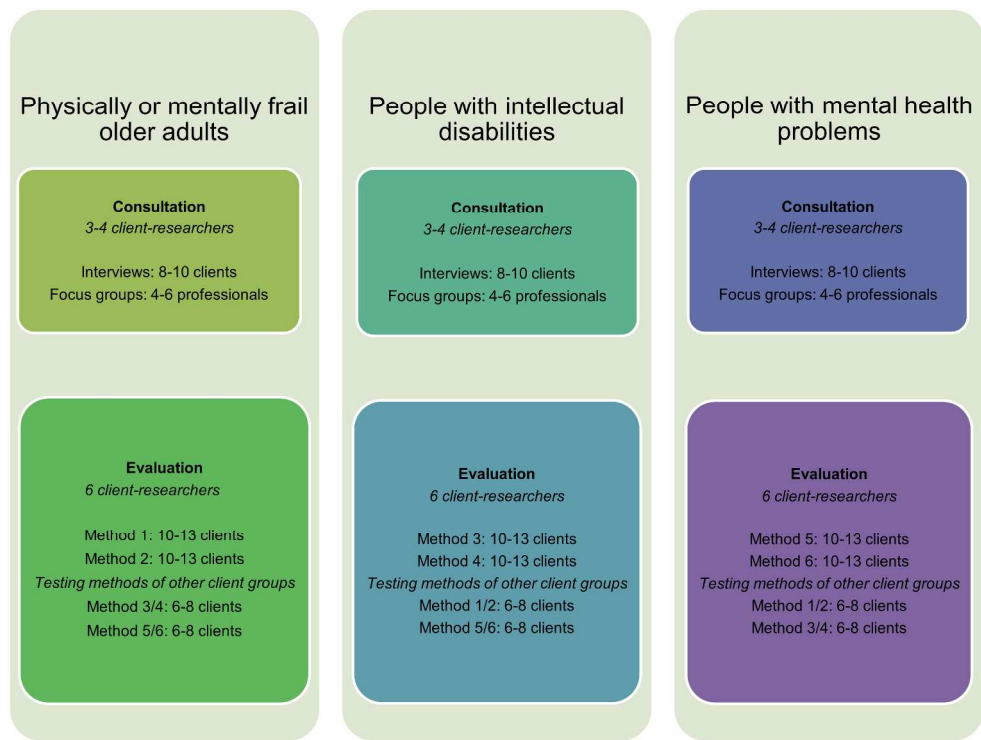 Physically or mentally frail
older adults
Consultation
3-4 client-researchers
Interviews: 8-10 clients
Focus groups: 4-6 professionals
Evaluation
6 client-researchers
Method 1: 10-13 clients
Method 2: 10-13 clients
Testing methods of other client groups
Method 3/4: 6-8 clients
Method 5/6: 6-8 clients
People with intellectual
disabilities
Consultation
3-4 client-researchers
Interviews: 8-10 clients
Focus groups: 4-6 professionals
Evaluation
6 client-researchers
Method 3: 10-13 clients
Method 4: 10-13 clients
Testing methods of other client groups
Method 1/2: 6-8 clients
Method 5/6: 6-8 clients
People with mental health
problems
Consultation
3-4 client-researchers
Interviews: 8-10 clients
Focus groups: 4-6 professionals
Evaluation
6 client-researchers
Method 5: 10-13 clients
Method 6: 10-13 clients
Testing methods of other client groups
Method 1/2: 6-8 clients
Method 3/4: 6-8 clients